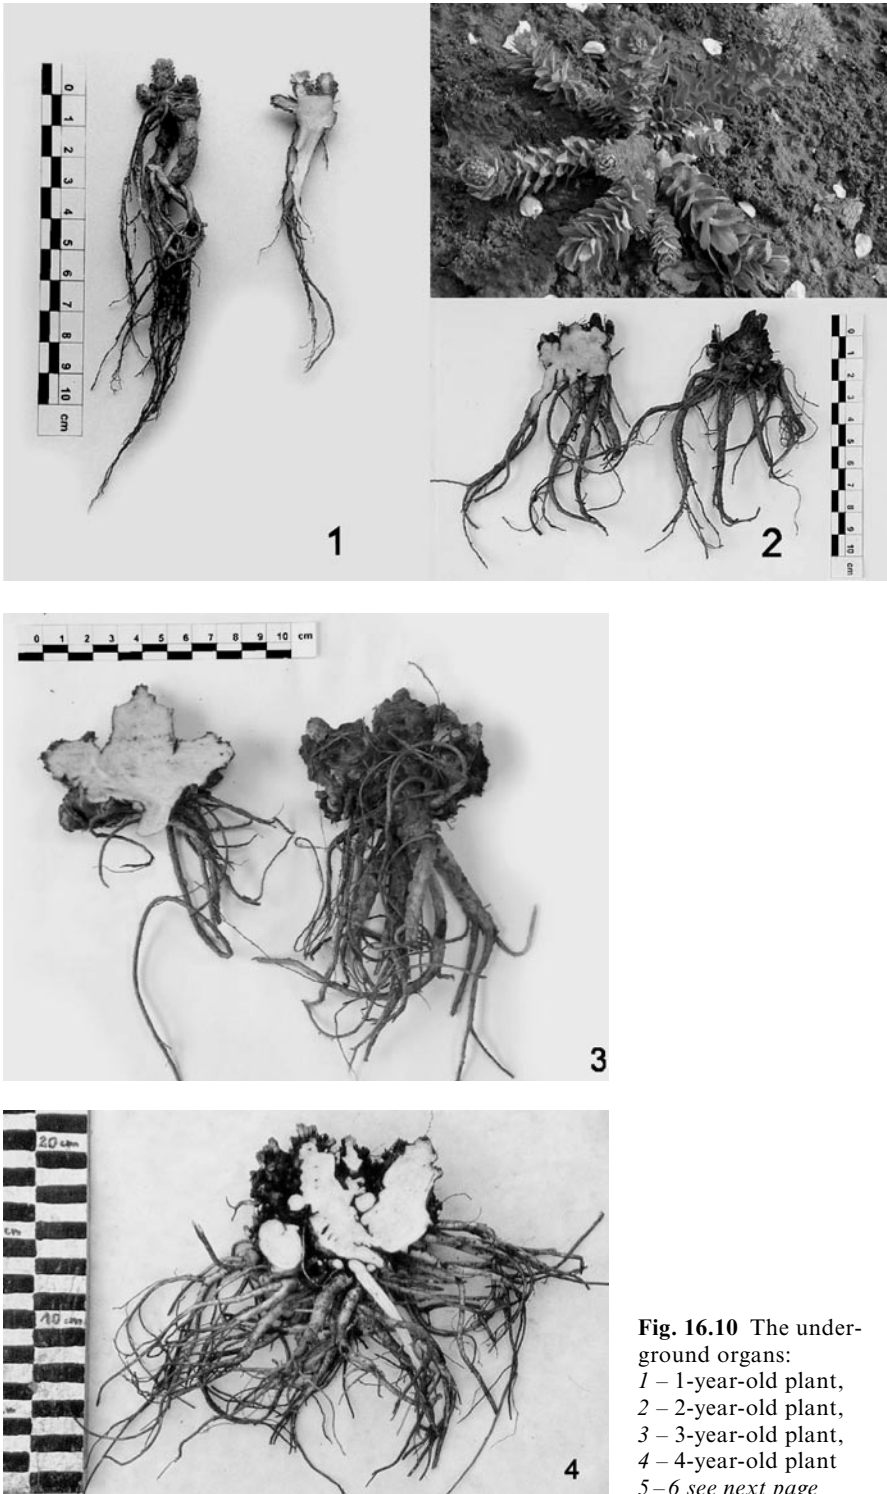 0
1
2
3
4
5
6
7
8
9
10
cm
1
0
1
2
3
4
5
6
7
8
9
10
cm
2
0 1 2 3 4 5 6 7 8 9 10 cm
3
20 cm
cm
10 cm
4
Fig. 16.10 The under-
ground organs:
1 – 1-year-old plant,
2 – 2-year-old plant,
3 – 3-year-old plant,
4 – 4-year-old plant
5–6 see next page